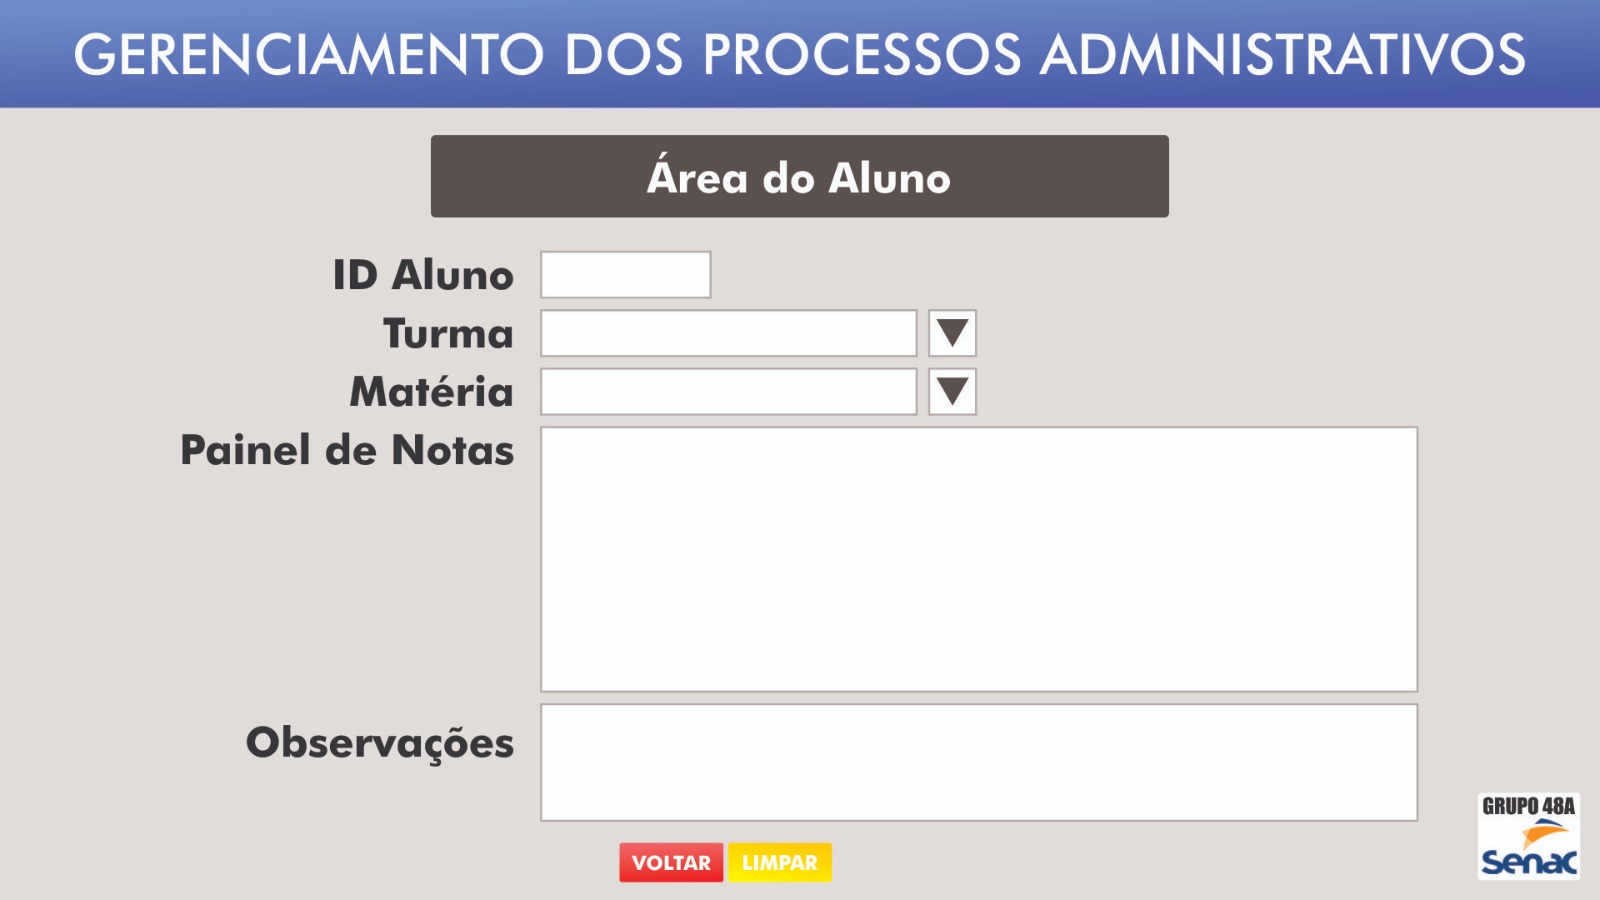 GERENCIAMENTO DOS PROCESSOS ADMINISTRATIVOS
Área do Aluno
ID Aluno
Turma
Matéria
Painel de Notas
Observações
VOLTAR LIMPAR
GRUPO 48A
Senac